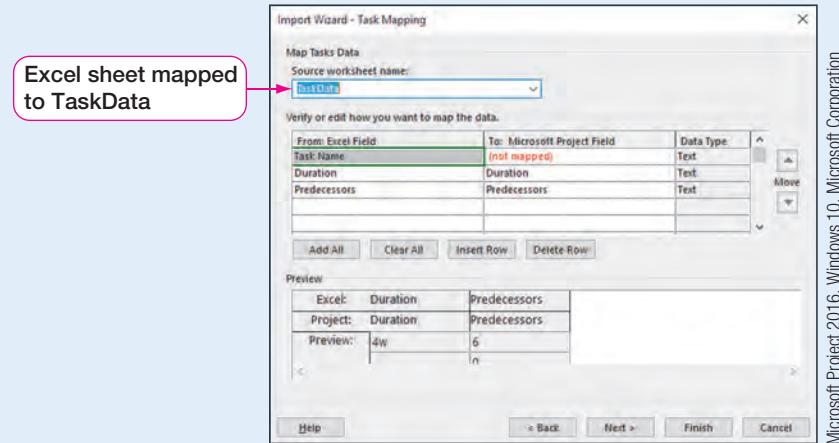 Import Wizard - Task Mapping
Map Tasks Data
Source worksheet name:
Excel sheet mapped
to TaskData
TaskData
Verify or edit how you want to map the data.
From: Excel Field To: Microsoft Project Field Data Type
Task Name (not mapped) Text
Duration Duration Text
Predecessors Predecessors Text
Move
Add All Clear All Insert Row Delete Row
Preview
Excel: Duration Predecessors
Project: Duration Predecessors
Preview: 4w 6
Help < Back Next > Finish Cancel
Microsoft Project 2016, Windows 10, Microsoft Corporation